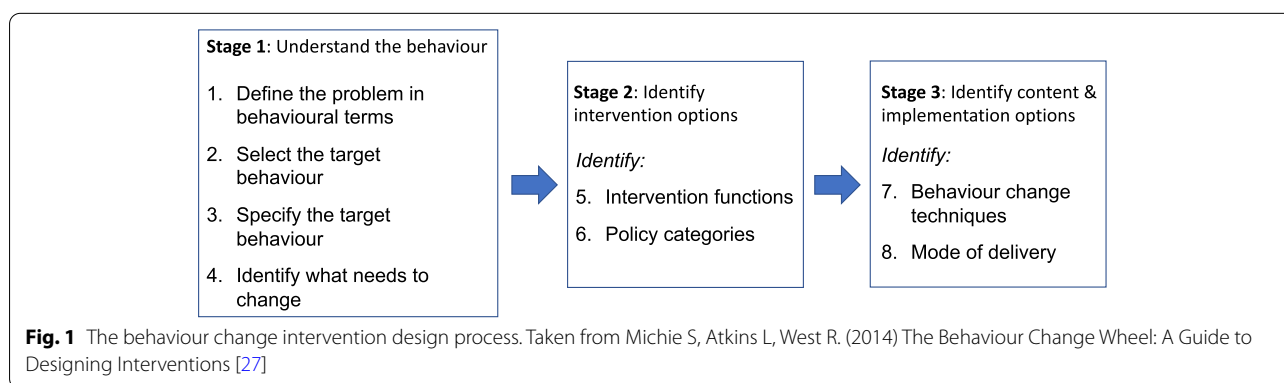 Stage 1: Understand the behaviour
1. Define the problem in
behavioural terms
2. Select the target
behaviour
3. Specify the target
behaviour
4. Identify what needs to
change
Stage 2: Identify
intervention options
Identify:
5. Intervention functions
6. Policy categories
Stage 3: Identify content &
implementation options
Identify:
7. Behaviour change
techniques
8. Mode of delivery
Fig. 1 The behaviour change intervention design process. Taken from Michie S, Atkins L, West R. (2014) The Behaviour Change Wheel: A Guide to
Designing Interventions [27]